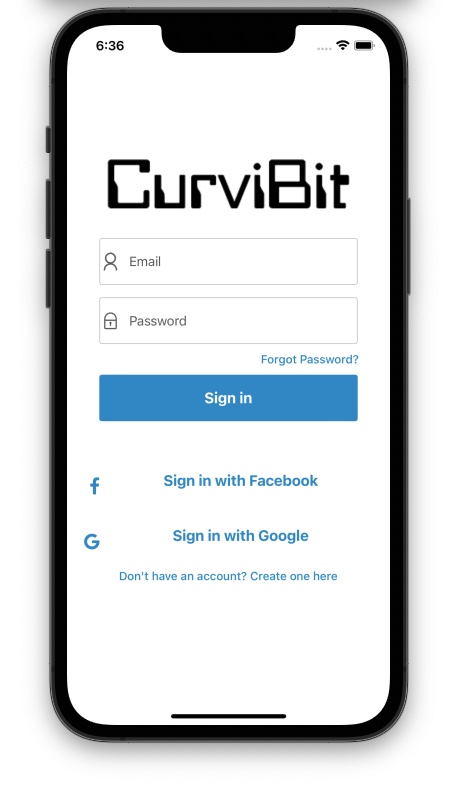 6:36
CurviBit
Email
Password
Forgot Password?
Sign in
Sign in with Facebook
G
Sign in with Google
Don't have an account? Create one here